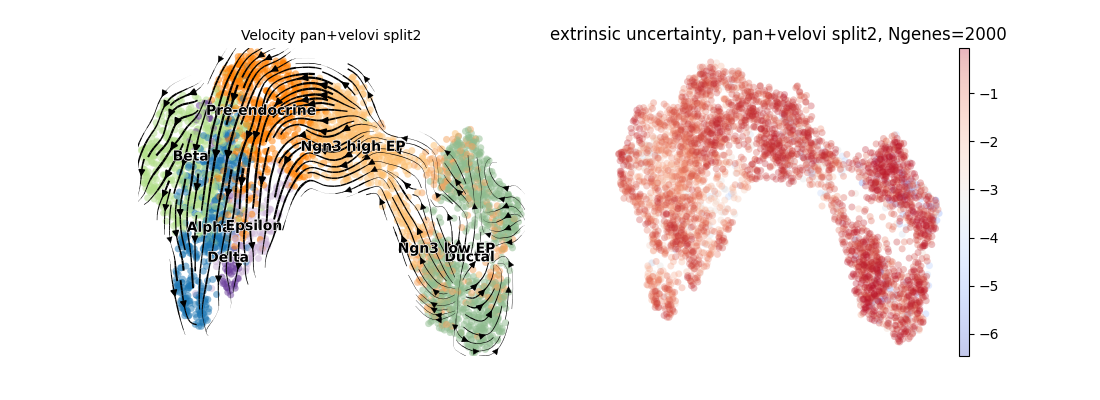 Velocity pan+velovi split2
Pre-endocrine
Ngn3 high EP
Beta
Alpha
Epsilon
Ngn3 low EP
Ductal
Delta
extrinsic uncertainty, pan+velovi split2, Ngenes=2000
−1
−2
−3
−4
−5
−6